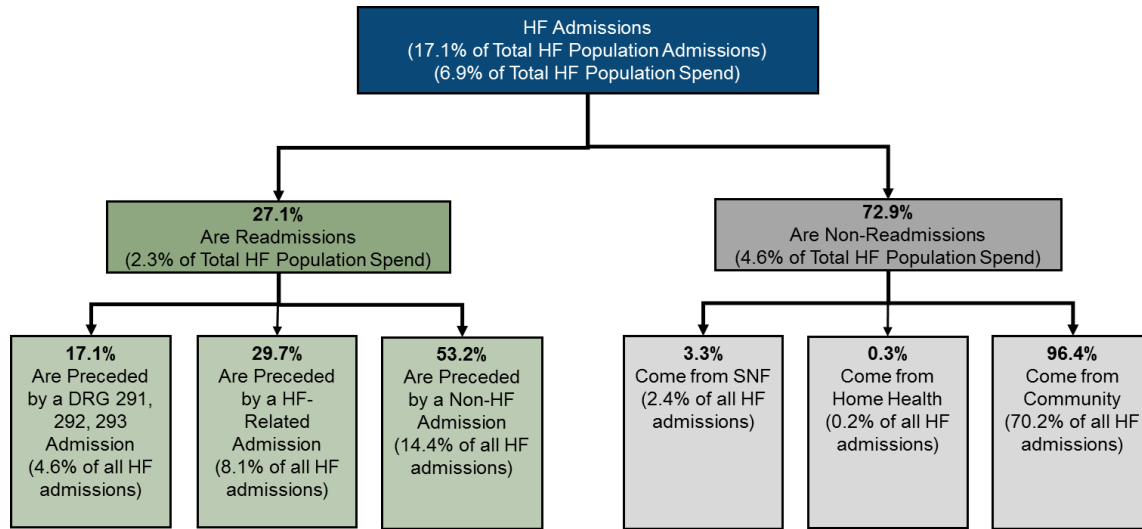 HF Admissions
(17.1% of Total HF Population Admissions)
(6.9% of Total HF Population Spend)
27.1%
Are Readmissions
(2.3% of Total HF Population Spend)
72.9%
Are Non-Readmissions
(4.6% of Total HF Population Spend)
17.1%
Are Preceded
by a DRG 291,
292, 293
Admission
(4.6% of all HF
admissions)
29.7%
Are Preceded
by a HF-
Related
Admission
(8.1% of all HF
admissions)
53.2%
Are Preceded
by a Non-HF
Admission
(14.4% of all HF
admissions)
3.3%
Come from SNF
(2.4% of all HF
admissions)
0.3%
Come from
Home Health
(0.2% of all HF
admissions)
96.4%
Come from
Community
(70.2% of all HF
admissions)